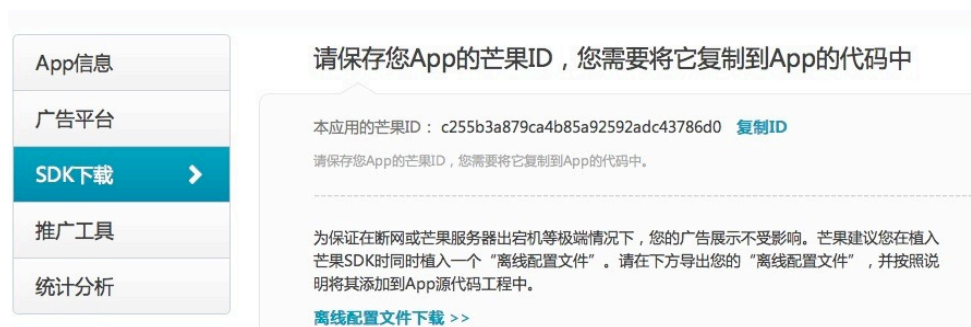 App信息
广告平台
SDK下载
推广工具
统计分析
请保存您App的芒果ID，您需要将它复制到App的代码中
本应用的芒果ID： c255b3a879ca4b85a92592adc43786d0 复制ID
请保存您App的芒果ID，您需要将它复制到App的代码中。
为保证在断网或芒果服务器出宕机等极端情况下，您的广告展示不受影响。芒果建议您在植入
芒果SDK时同时植入一个“离线配置文件”。请在下方导出您的“离线配置文件”，并按照说
明将其添加到App源代码工程中。
离线配置文件下载 >>